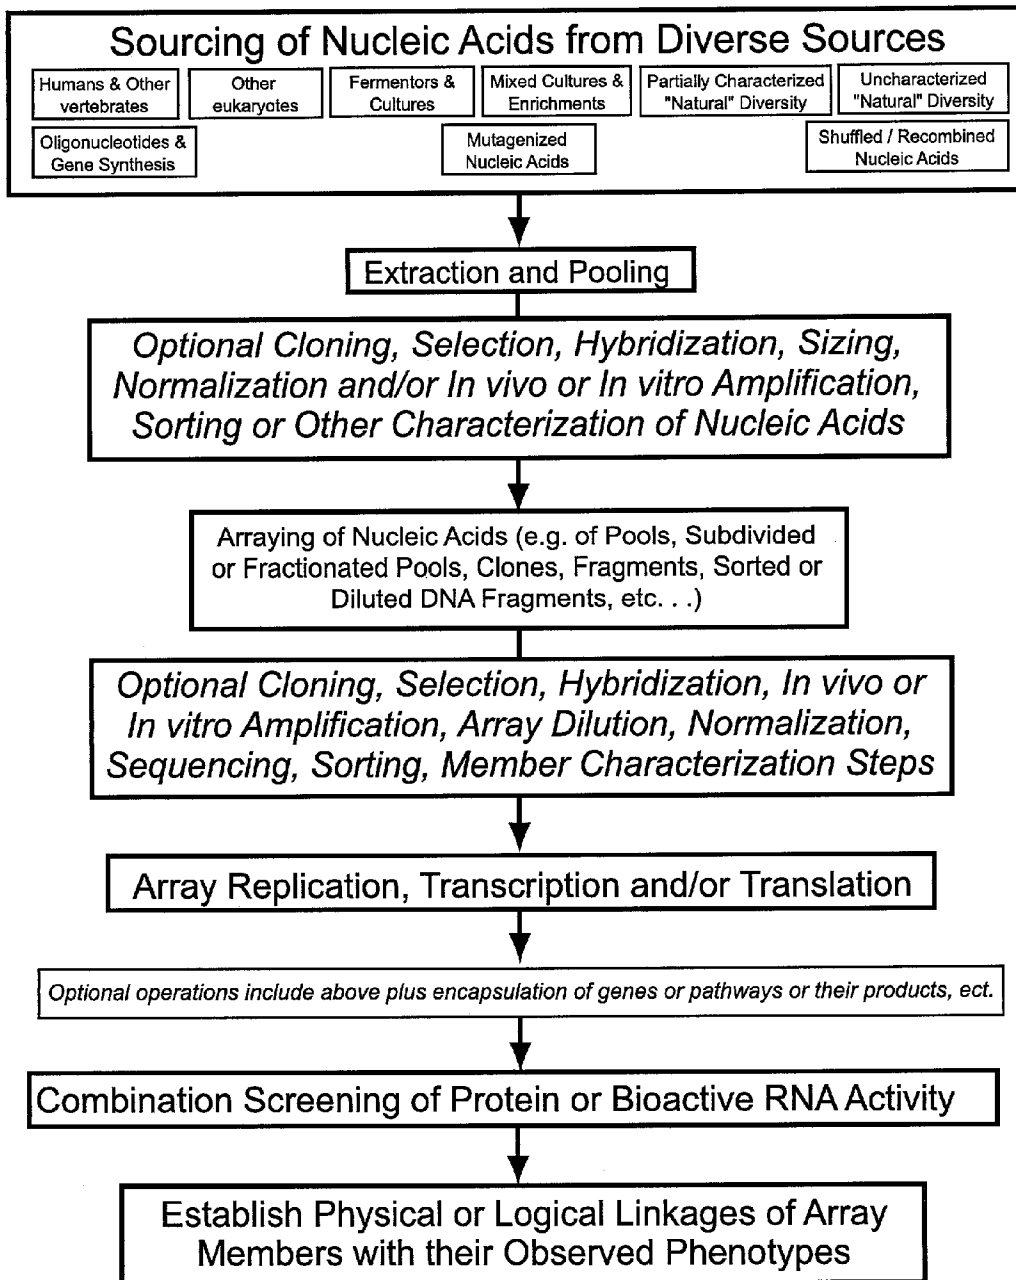 Sourcing of Nucleic Acids from Diverse Sources
Humans & Other
vertebrates
Other
eukaryotes
Fermentors &
Cultures
Mixed Cultures &
Enrichments
Partially Characterized
"Natural" Diversity
Uncharacterized
"Natural" Diversity
Oligonucleotides &
Gene Synthesis
Mutagenized
Nucleic Acids
Shuffled / Recombined
Nucleic Acids
Extraction and Pooling
Optional Cloning, Selection, Hybridization, Sizing,
Normalization and/or In vivo or In vitro Amplification,
Sorting or Other Characterization of Nucleic Acids
Arraying of Nucleic Acids (e.g. of Pools, Subdivided
or Fractionated Pools, Clones, Fragments, Sorted or
Diluted DNA Fragments, etc. . .)
Optional Cloning, Selection, Hybridization, In vivo or
In vitro Amplification, Array Dilution, Normalization,
Sequencing, Sorting, Member Characterization Steps
Array Replication, Transcription and/or Translation
Optional operations include above plus encapsulation of genes or pathways or their products, ect.
Combination Screening of Protein or Bioactive RNA Activity
Establish Physical or Logical Linkages of Array
Members with their Observed Phenotypes